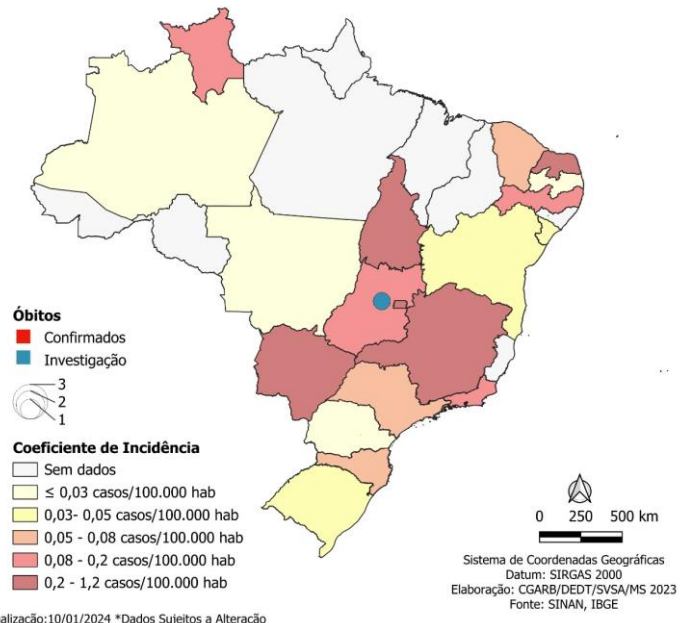 Óbitos
Confirmados
Investigação
3
2
1
Coeficiente de Incidência
Sem dados
≤ 0,03 casos/100.000 hab
0,03- 0,05 casos/100.000 hab
0,05 - 0,08 casos/100.000 hab
0,08 - 0,2 casos/100.000 hab
0,2 - 1,2 casos/100.000 hab
0 250 500 km
Sistema de Coordenadas Geográficas
Datum: SIRGAS 2000
Elaboração: CGARB/DEDT/SVSA/MS 2023
Fonte: SINAN, IBGE
alização:10/01/2024 *Dados Sujeitos a Alteração